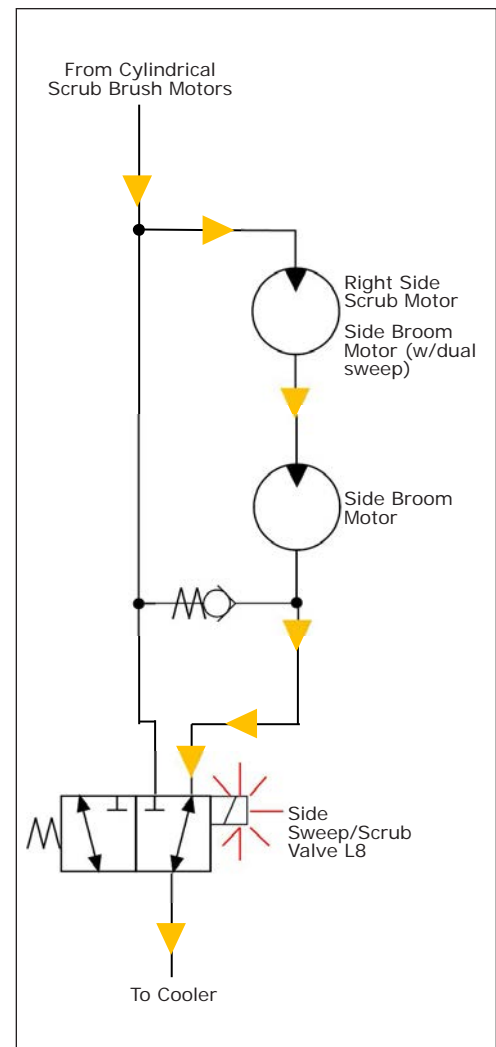 From Cylindrical
Scrub Brush Motors
Right Side
Scrub Motor
Side Broom
Motor (w/dual
sweep)
Side Broom
Motor
Side
Sweep/Scrub
Valve L8
To Cooler